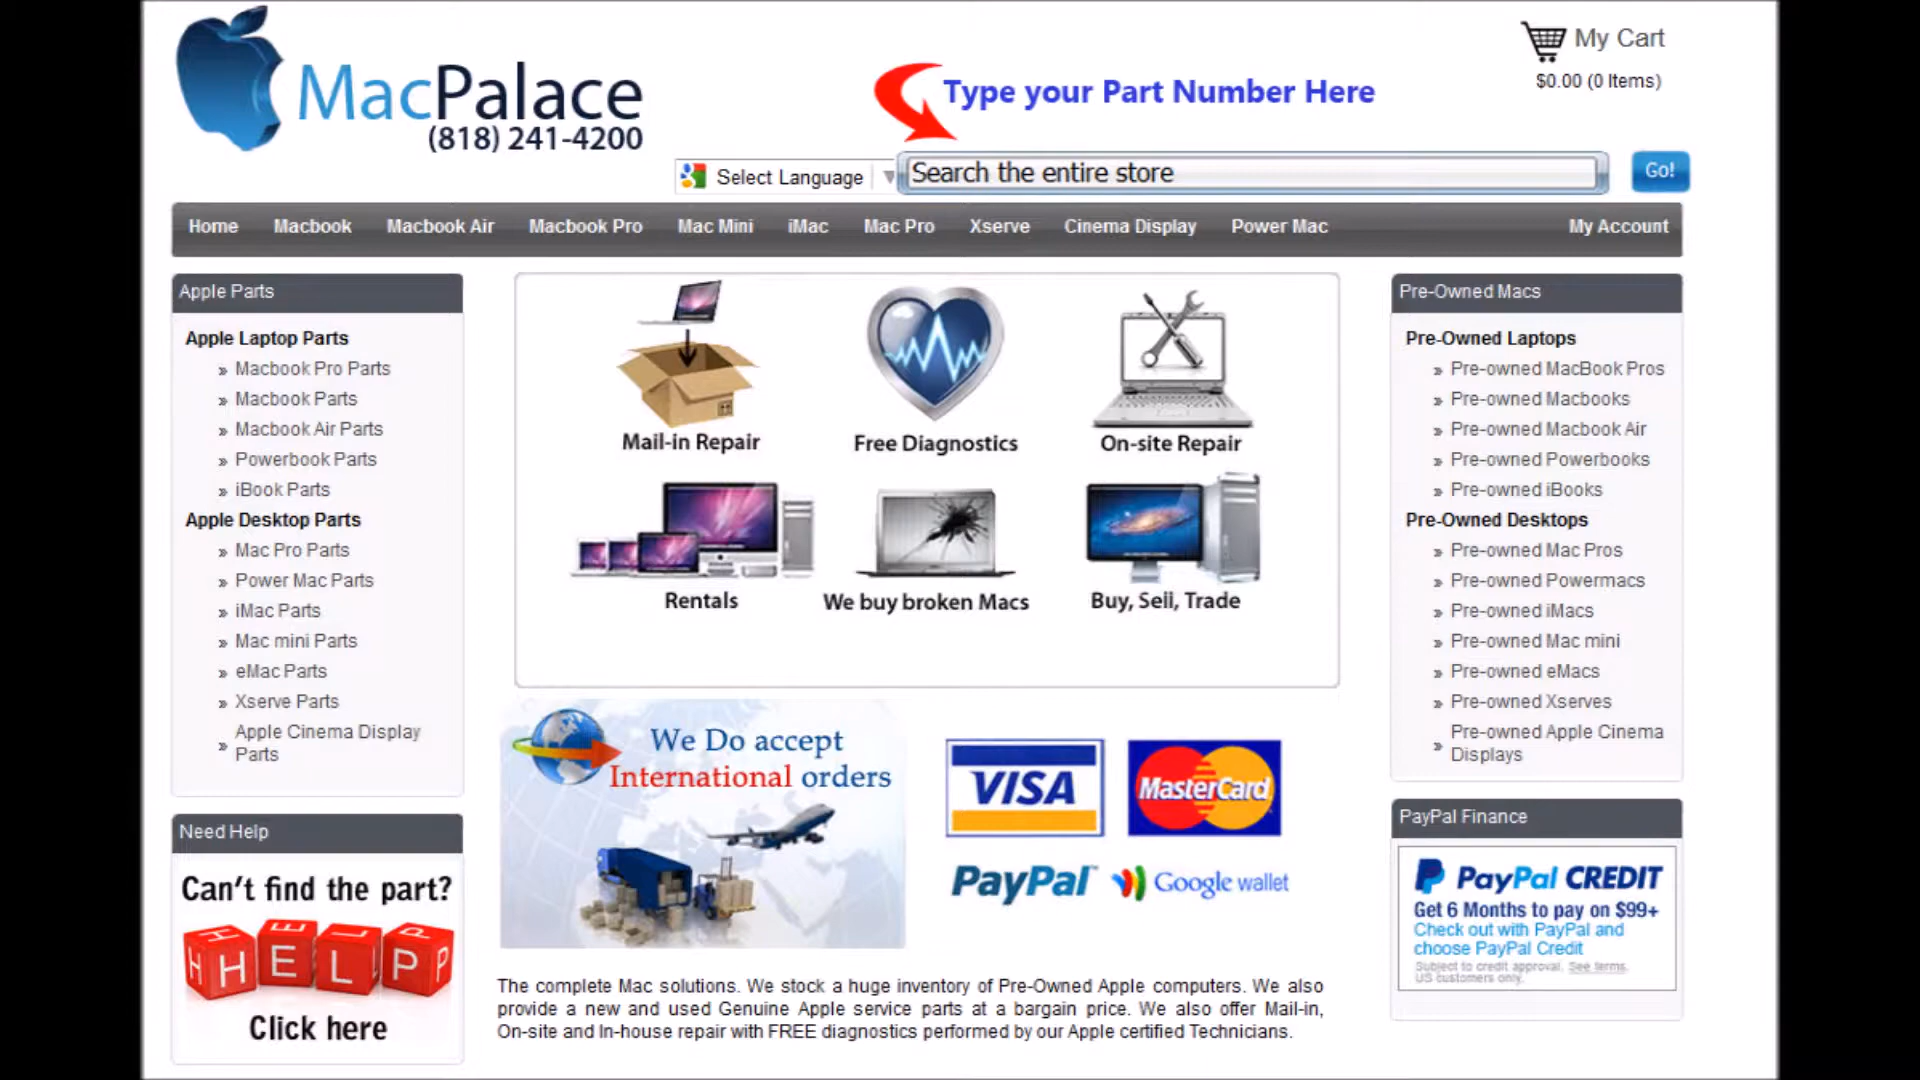 MacPalace
(818) 241-4200
Type your Part Number Here
My Cart
$0.00 (0 Items)
Select Language
Search the entire store
Go!
Home Macbook Macbook Air Macbook Pro Mac Mini iMac Mac Pro Xserve Cinema Display Power Mac My Account
Apple Parts
Apple Laptop Parts
» Macbook Pro Parts
» Macbook Parts
» Macbook Air Parts
» Powerbook Parts
» iBook Parts
Apple Desktop Parts
» Mac Pro Parts
» Power Mac Parts
» iMac Parts
» Mac mini Parts
» eMac Parts
» Xserve Parts
» Apple Cinema Display
Parts
Need Help
Can't find the part?
HELP
Click here
Mail-in Repair
Free Diagnostics
On-site Repair
Rentals
We buy broken Macs
Buy, Sell, Trade
We Do accept
International orders
VISA
MasterCard
PayPal™
Google wallet
The complete Mac solutions. We stock a huge inventory of Pre-Owned Apple computers. We also
provide a new and used Genuine Apple service parts at a bargain price. We also offer Mail-in,
On-site and In-house repair with FREE diagnostics performed by our Apple certified Technicians.
Pre-Owned Macs
Pre-Owned Laptops
» Pre-owned MacBook Pros
» Pre-owned Macbooks
» Pre-owned Macbook Air
» Pre-owned Powerbooks
» Pre-owned iBooks
Pre-Owned Desktops
» Pre-owned Mac Pros
» Pre-owned Powermacs
» Pre-owned iMacs
» Pre-owned Mac mini
» Pre-owned eMacs
» Pre-owned Xserves
» Pre-owned Apple Cinema
Displays
PayPal Finance
PayPal CREDIT
Get 6 Months to pay on $99+
Check out with PayPal and
choose PayPal Credit
Subject to credit approval. See terms.
US customers only.